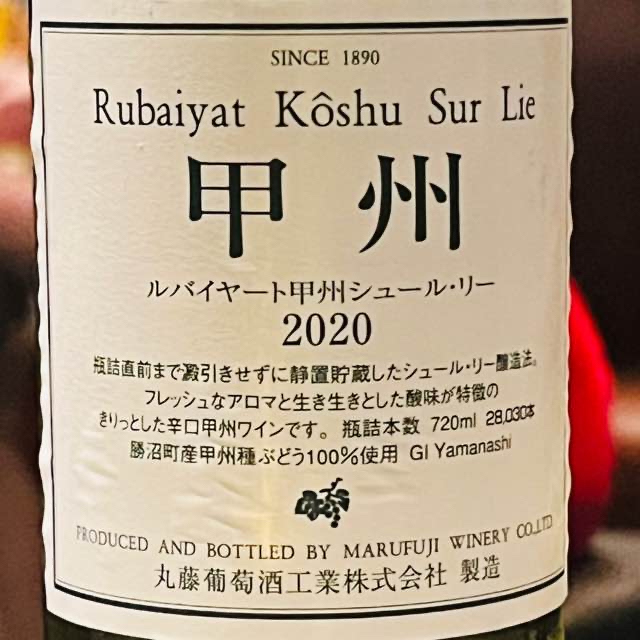 SINCE 1890
Rubaiyat Kôshu Sur Lie
甲州
ルバイヤート甲州シュール・リー
2020
瓶詰直前まで澱引きせずに静置貯蔵したシュール・リー醸造法。
フレッシュなアロマと生き生きとした酸味が特徴の
きりっとした辛口甲州ワインです。 瓶詰本数 720ml 28,030本
勝沼町産甲州種ぶどう100%使用 GI Yamanashi
PRODUCED AND BOTTLED BY MARUFUJI WINERY CO.,LTD.
丸藤葡萄酒工業株式会社 製造